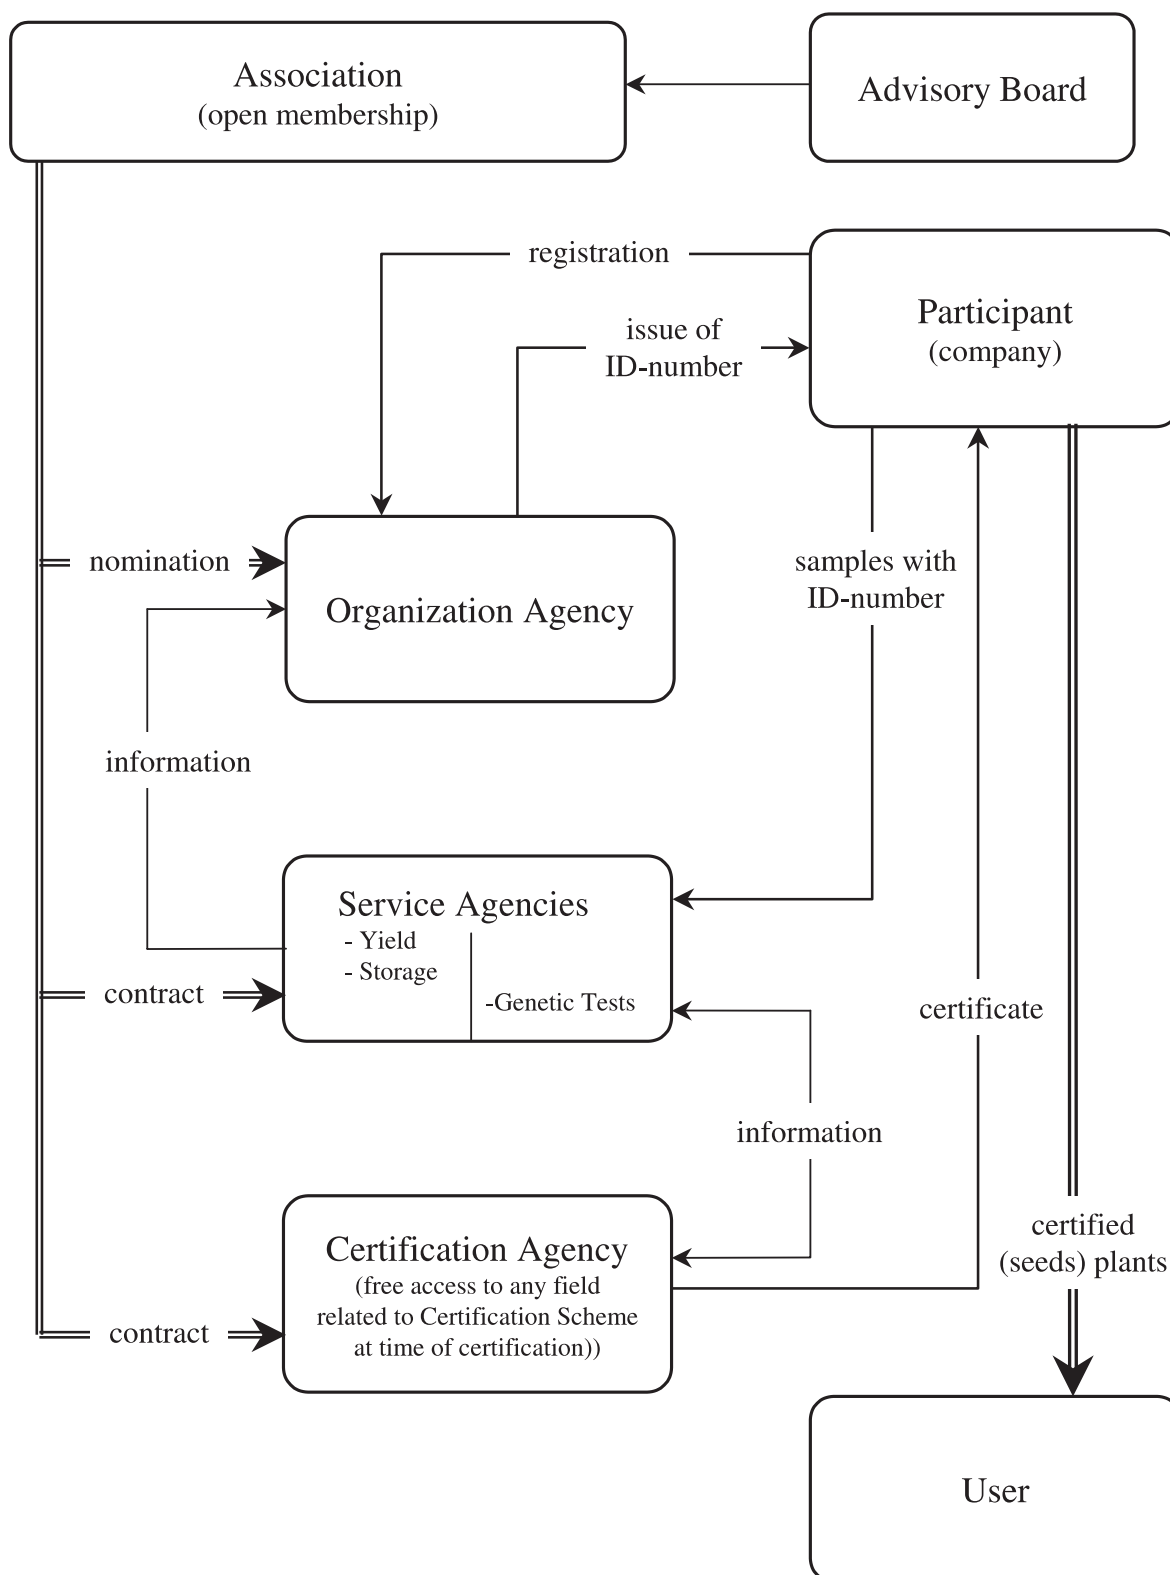 Association
(open membership)
Advisory Board
registration
Participant
(company)
issue of
ID-number
nomination
samples with
ID-number
Organization Agency
information
Service Agencies
- Yield
- Storage
-Genetic Tests
contract
certificate
information
certified
(seeds) plants
Certification Agency
(free access to any field
related to Certification Scheme
at time of certification))
contract
User